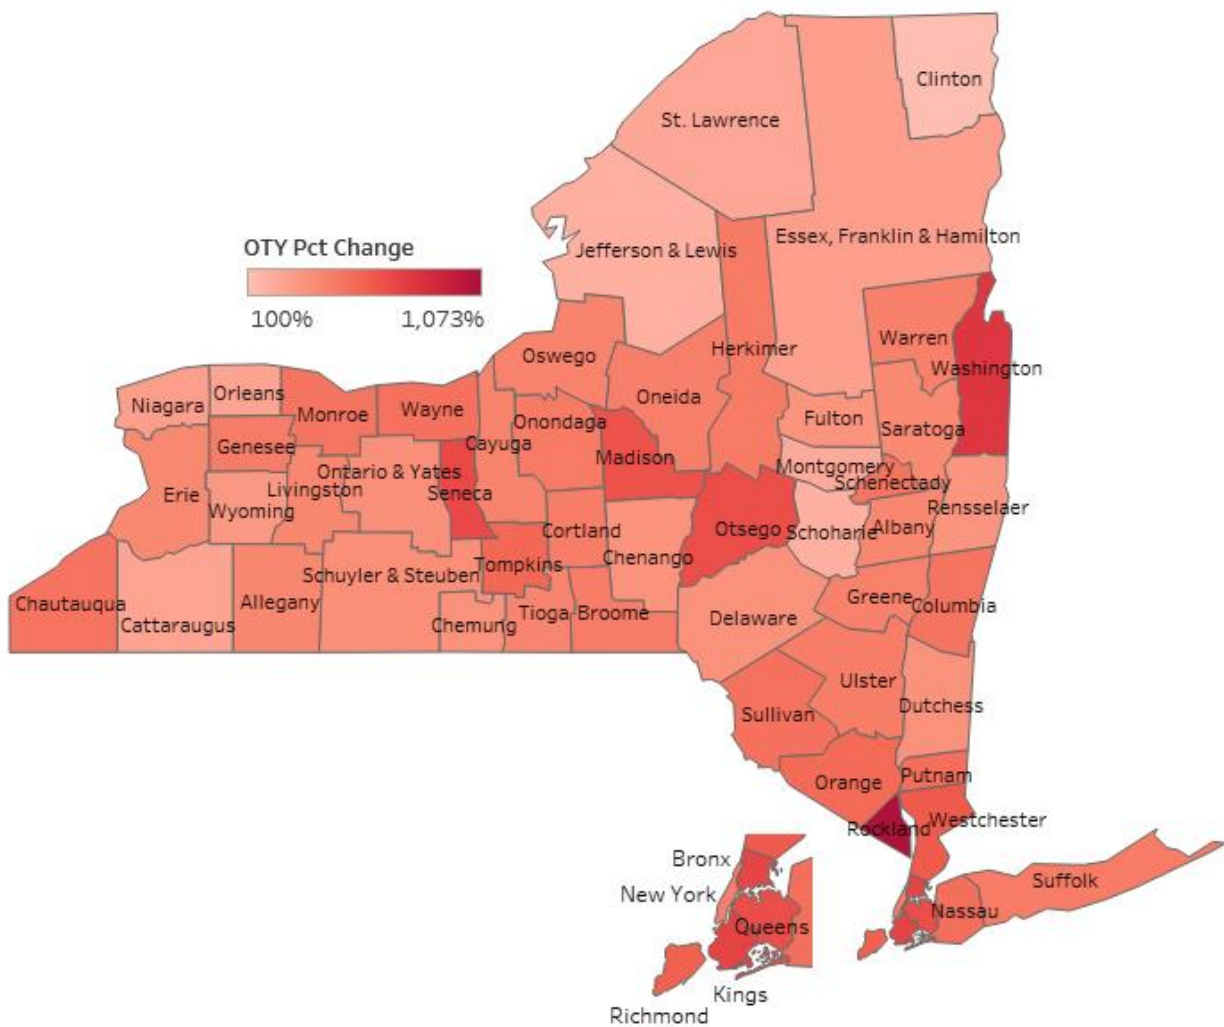 Clinton
St. Lawrence
Essex, Franklin & Hamilton
Jefferson & Lewis
OTY Pct Change
100% 1,073%
Warren
Herkimer
Oswego
Washington
Oneida
Orleans
Niagara
Monroe
Wayne
Fulton
Onondaga
Saratoga
Cayuga
Genesee
Madison
Montgomery
Ontario & Yates
Schenectady
Erie
Livingston
Seneca
Wyoming
Rensselaer
Otsego
Schoharie
Albany
Cortland
Chenango
Tompkins
Schuyler & Steuben
Chautauqua
Allegany
Greene
Columbia
Tioga
Broome
Delaware
Cattaraugus
Chemung
Ulster
Dutchess
Sullivan
Orange
Putnam
Westchester
Rockland
Bronx
Suffolk
New York
Nassau
Queens
Kings
Richmond